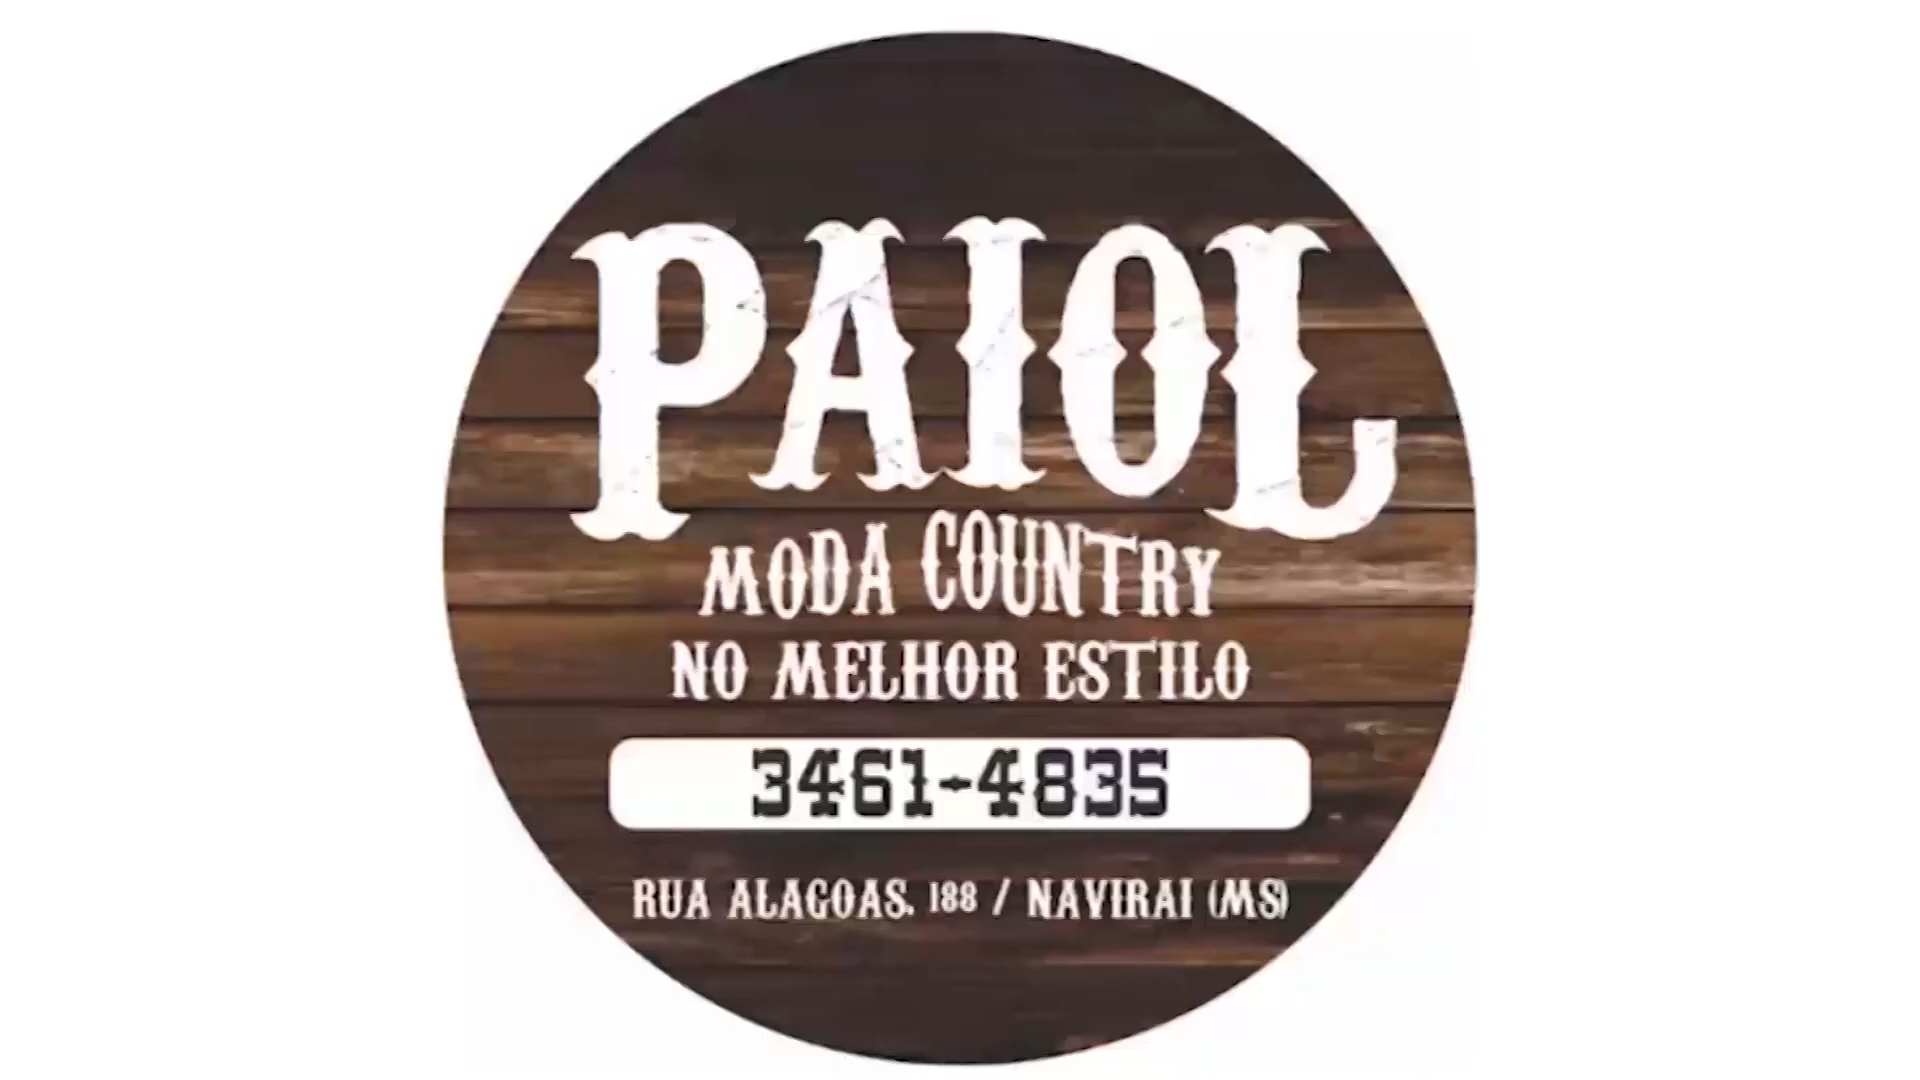 PAIOL
MODA COUNTRY
NO MELHOR ESTILO
3461-4835
RUA ALAGOAS, 188 / NAVIRAI (MS)